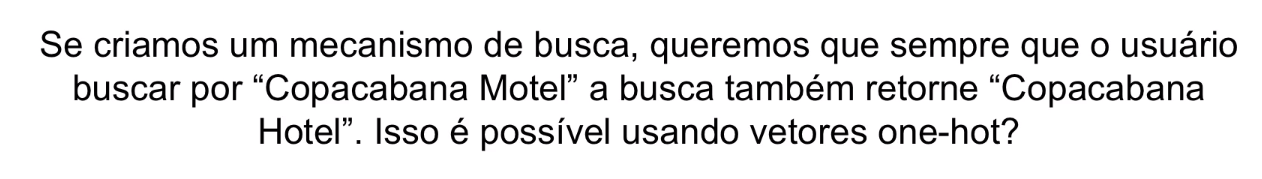 Se criamos um mecanismo de busca, queremos que sempre que o usuário
buscar por “Copacabana Motel” a busca também retorne “Copacabana
Hotel”. Isso é possível usando vetores one-hot?